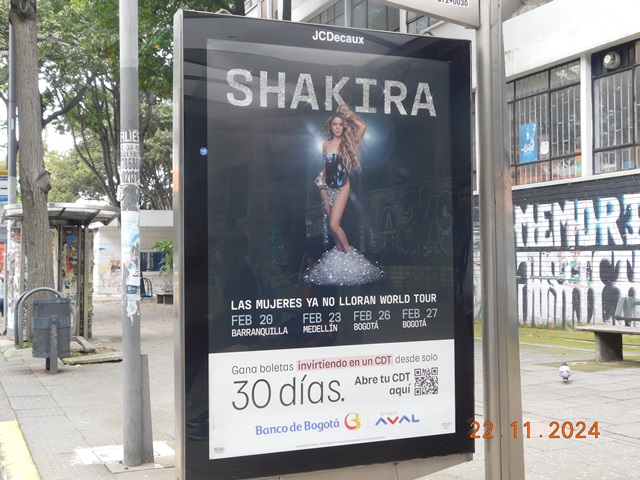 JCDecaux
SHAKIRA
LAS MUJERES YA NO LLORAN WORLD TOUR
FEB 20 FEB 23 FEB 26 FEB 27
BARRANQUILLA MEDELLÍN BOGOTÁ BOGOTÁ
Gana boletas invirtiendo en un CDT desde solo
30 días.
Abre tu CDT
aquí
Banco de Bogotá
AVAL
22.11.2024